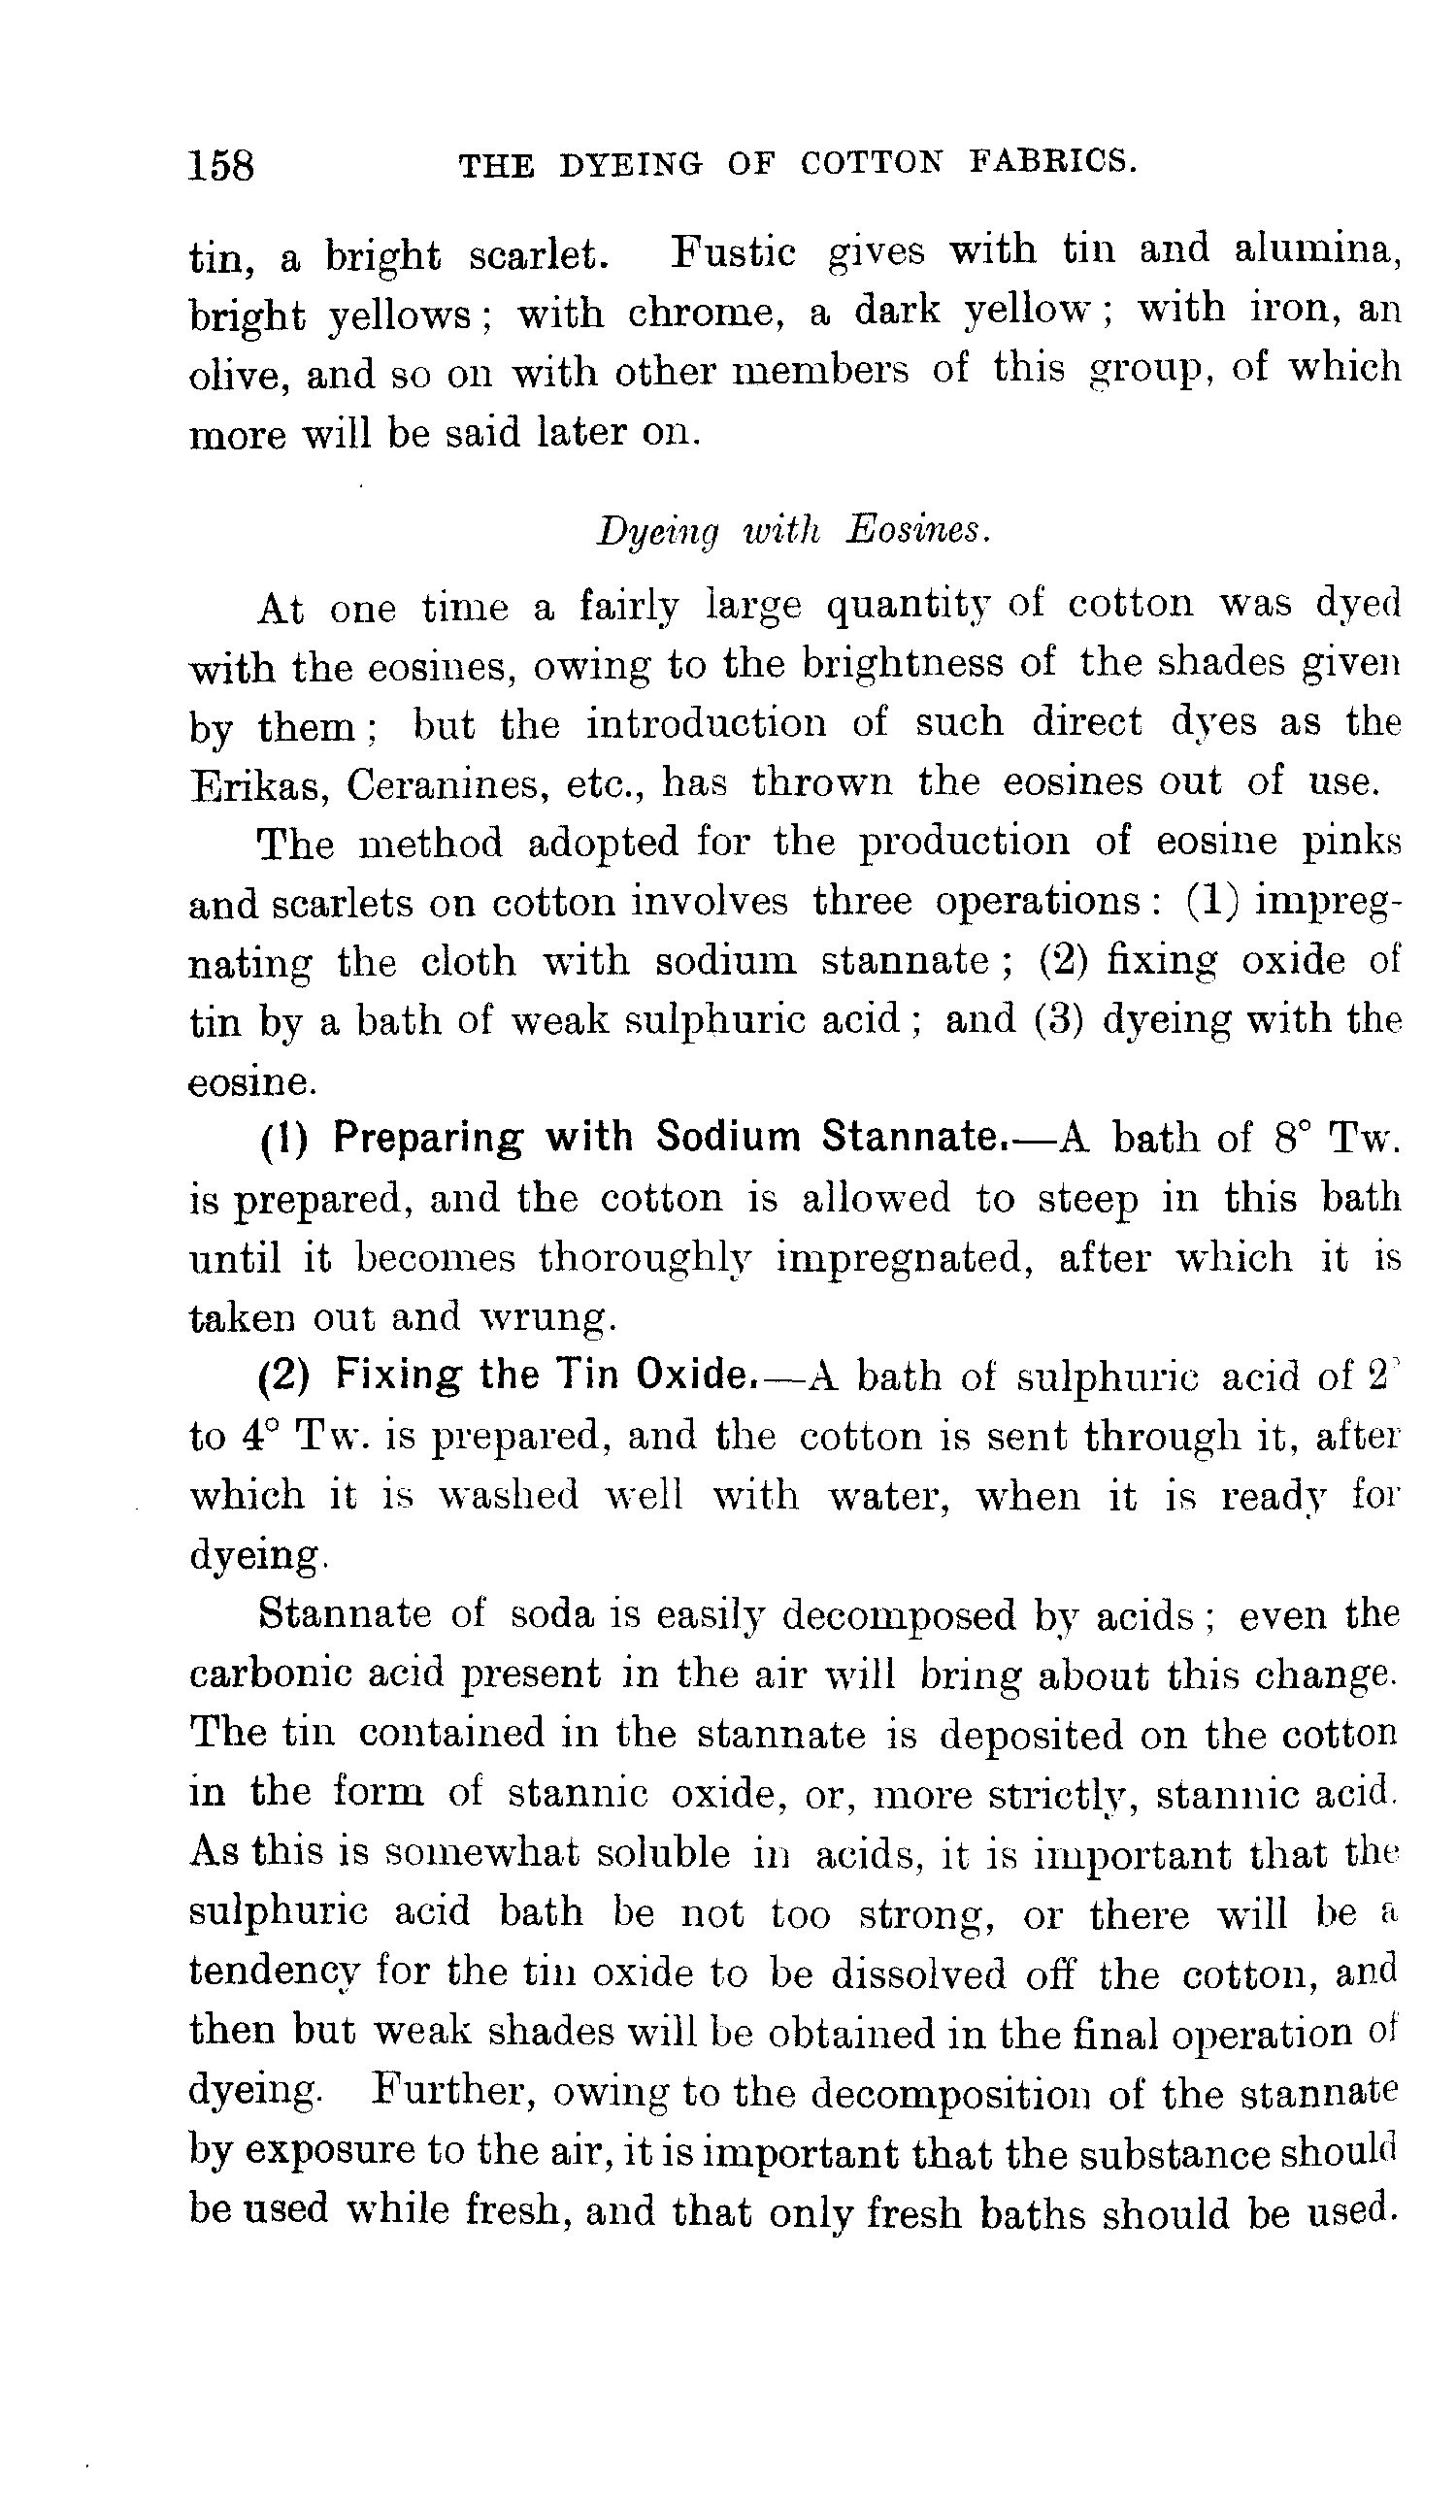 158 THE DYEING OF COTTON FABRICS.
tin, a bright scarlet. Fustic gives with tin and alumina,
bright yellows; with chrome, a dark yellow; with iron, an
olive, and so on with other members of this group, of which
more will be said later on.
Dyeing with Eosines.
At one time a fairly large quantity of cotton was dyed
with the eosines, owing to the brightness of the shades given
by them; but the introduction of such direct dyes as the
Erikas, Ceranines, etc., has thrown the eosines out of use.
The method adopted for the production of eosine pinks
and scarlets on cotton involves three operations: (1) impreg-
nating the cloth with sodium stannate; (2) fixing oxide of
tin by a bath of weak sulphuric acid; and (3) dyeing with the
eosine.
(1) Preparing with Sodium Stannate.—A bath of 8° Tw.
is prepared, and the cotton is allowed to steep in this bath
until it becomes thoroughly impregnated, after which it is
taken out and wrung.
(2) Fixing the Tin Oxide.—A bath of sulphuric acid of 2°
to 4° Tw. is prepared, and the cotton is sent through it, after
which it is washed well with water, when it is ready for
dyeing.
Stannate of soda is easily decomposed by acids; even the
carbonic acid present in the air will bring about this change.
The tin contained in the stannate is deposited on the cotton
in the form of stannic oxide, or, more strictly, stannic acid.
As this is somewhat soluble in acids, it is important that the
sulphuric acid bath be not too strong, or there will be a
tendency for the tin oxide to be dissolved off the cotton, and
then but weak shades will be obtained in the final operation of
dyeing. Further, owing to the decomposition of the stannate
by exposure to the air, it is important that the substance should
be used while fresh, and that only fresh baths should be used.